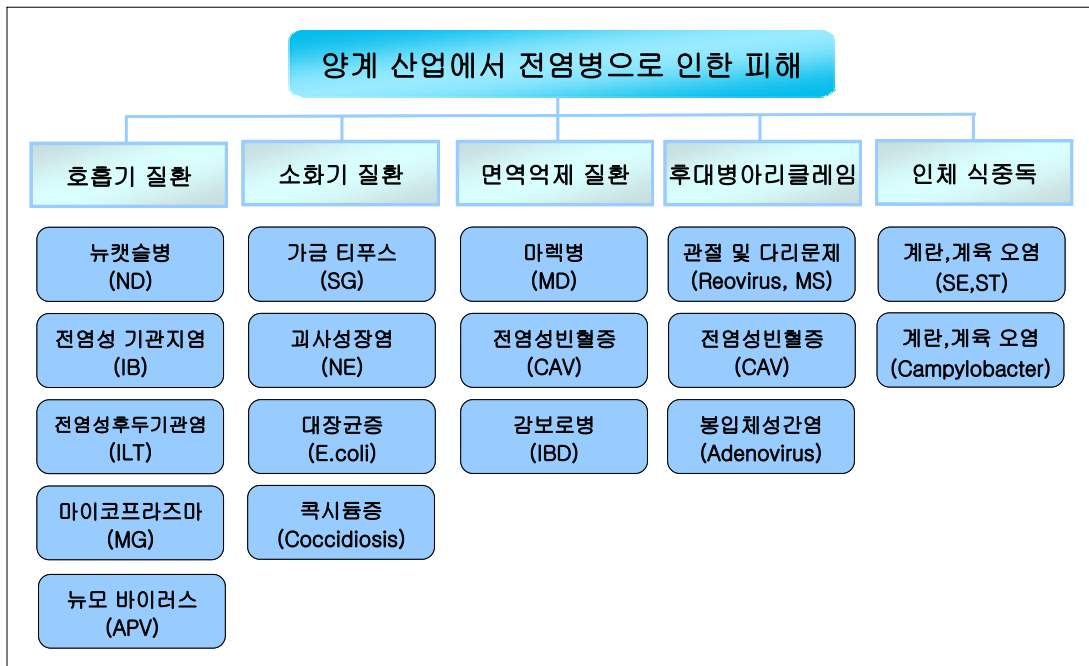 양계 산업에서 전염병으로 인한 피해
호흡기 질환
뉴캣슬병
(ND)
전염성 기관지염
(IB)
전염성후두기관염
(ILT)
마이코프라즈마
(MG)
뉴모 바이러스
(APV)
소화기 질환
가금 티푸스
(SG)
괴사성장염
(NE)
대장균증
(E.coli)
콕시듐증
(Coccidiosis)
면역억제 질환
마렉병
(MD)
전염성빈혈증
(CAV)
감보로병
(IBD)
후대병아리클레임
관절 및 다리문제
(Reovirus, MS)
전염성빈혈증
(CAV)
봉입체성간염
(Adenovirus)
인체 식중독
계란,계육 오염
(SE,ST)
계란,계육 오염
(Campylobacter)